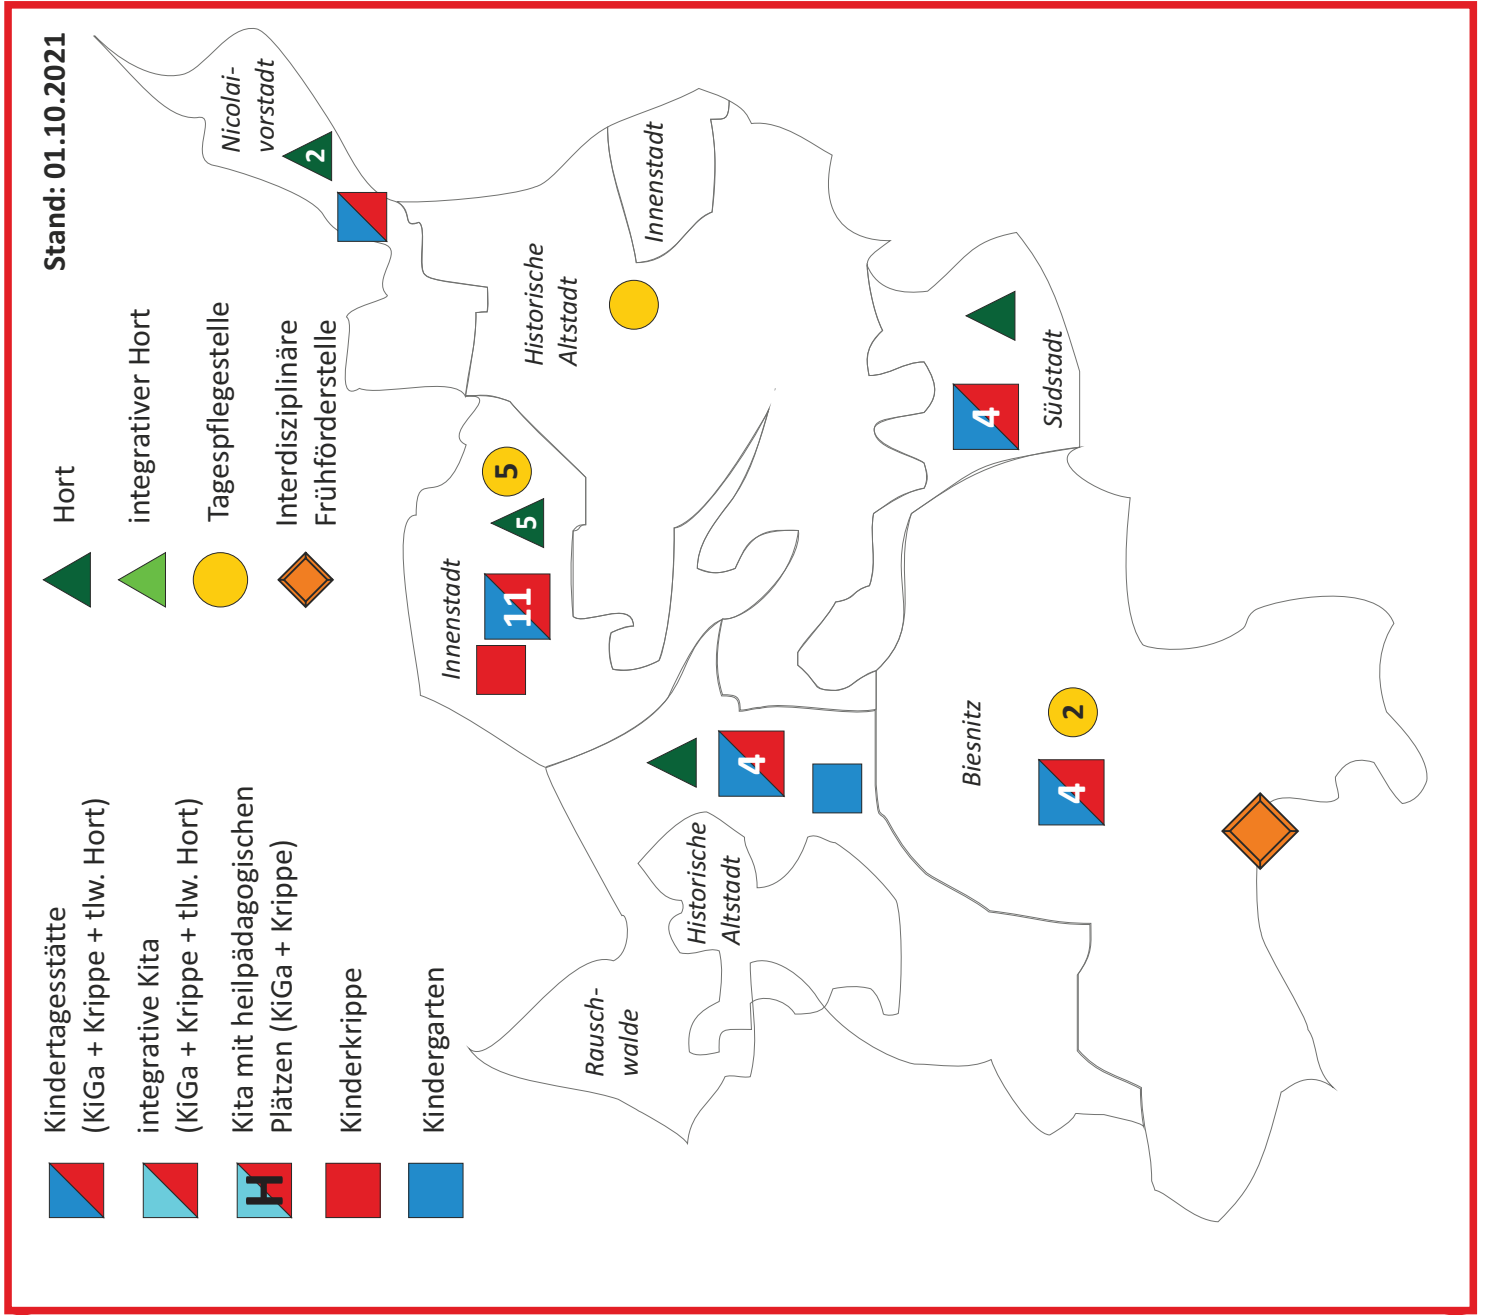 Kindertagesstätte
(KiGa + Krippe + tlw. Hort)
integrative Kita
(KiGa + Krippe + tlw. Hort)
H
Kita mit heilpädagogischen
Plätzen (KiGa + Krippe)
Kinderkrippe
Kindergarten
Hort
integrativer Hort
Tagespflegestelle
Interdisziplinäre
Frühförderstelle
Stand: 01.10.2021
Nicolai-
vorstadt
2
Innenstadt
11
5
5
Historische
Altstadt
Innenstadt
Rausch-
walde
Historische
Altstadt
4
Südstadt
4
Biesnitz
4
2